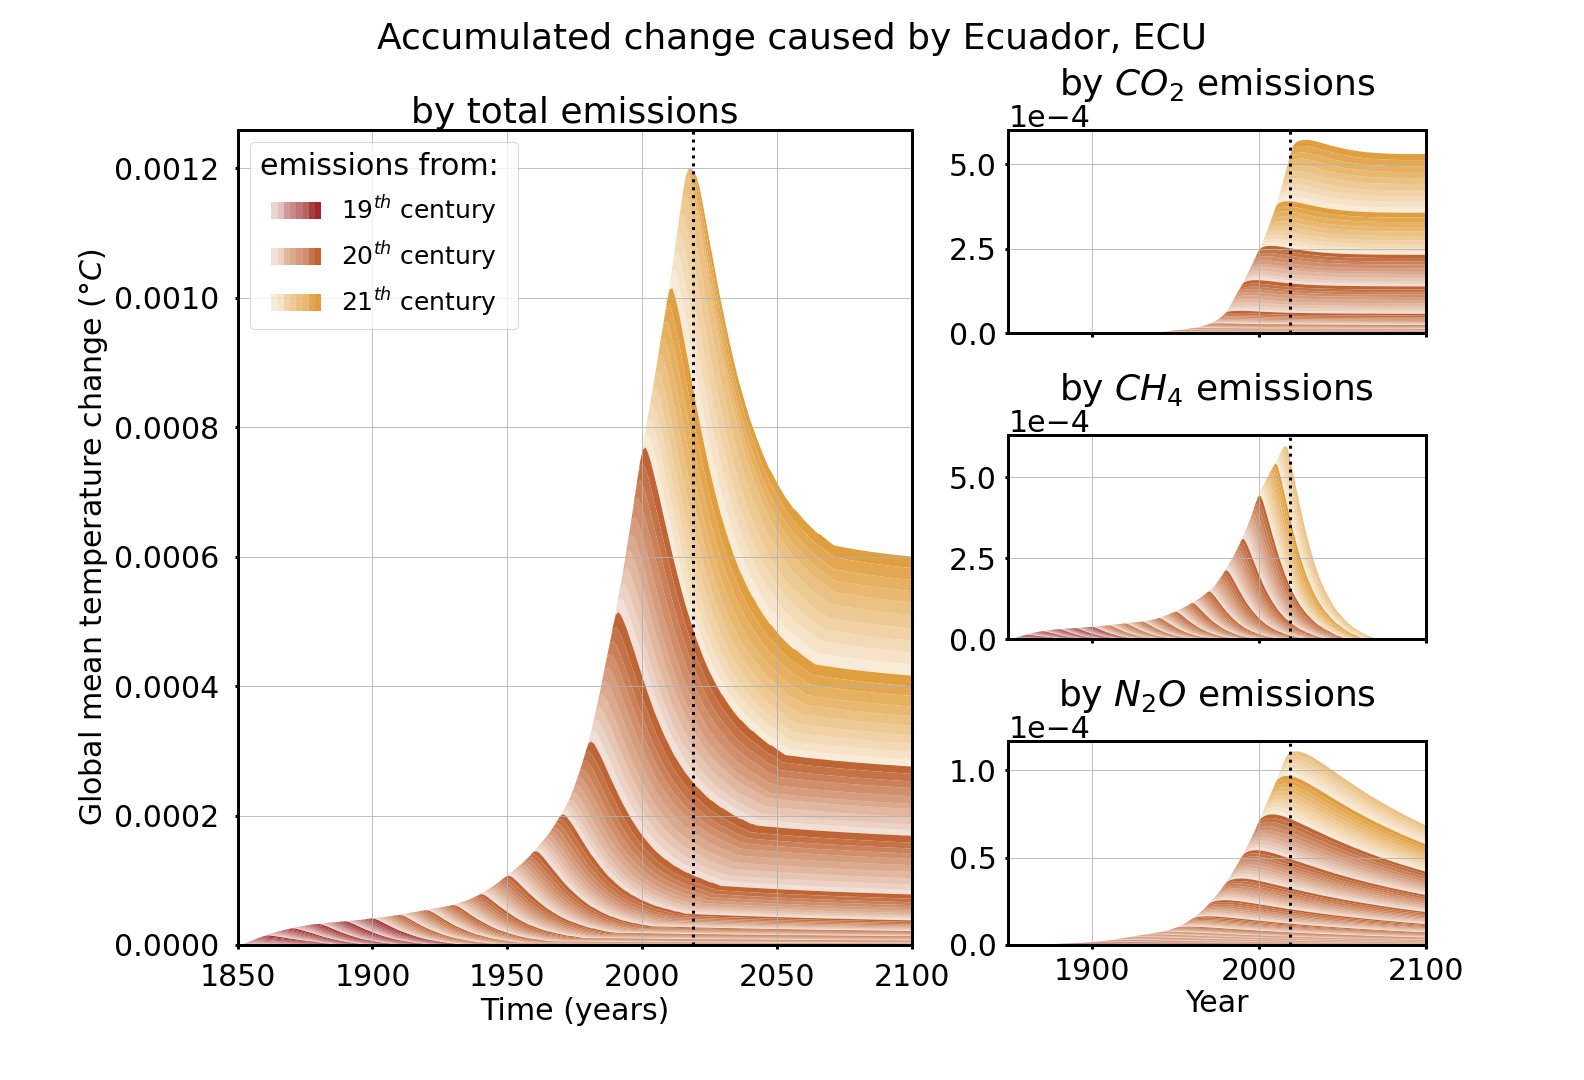 Accumulated change caused by Ecuador, ECU
by total emissions
Global mean temperature change (°C)
0.0012
0.0010
0.0008
0.0006
0.0004
0.0002
0.0000
emissions from:
19th century
20th century
21th century
1850 1900 1950 2000 2050 2100
Time (years)
by CO2 emissions
1e−4
5.0
2.5
0.0
by CH4 emissions
1e−4
5.0
2.5
0.0
by N2O emissions
1e−4
1.0
0.5
0.0
1900 2000 2100
Year